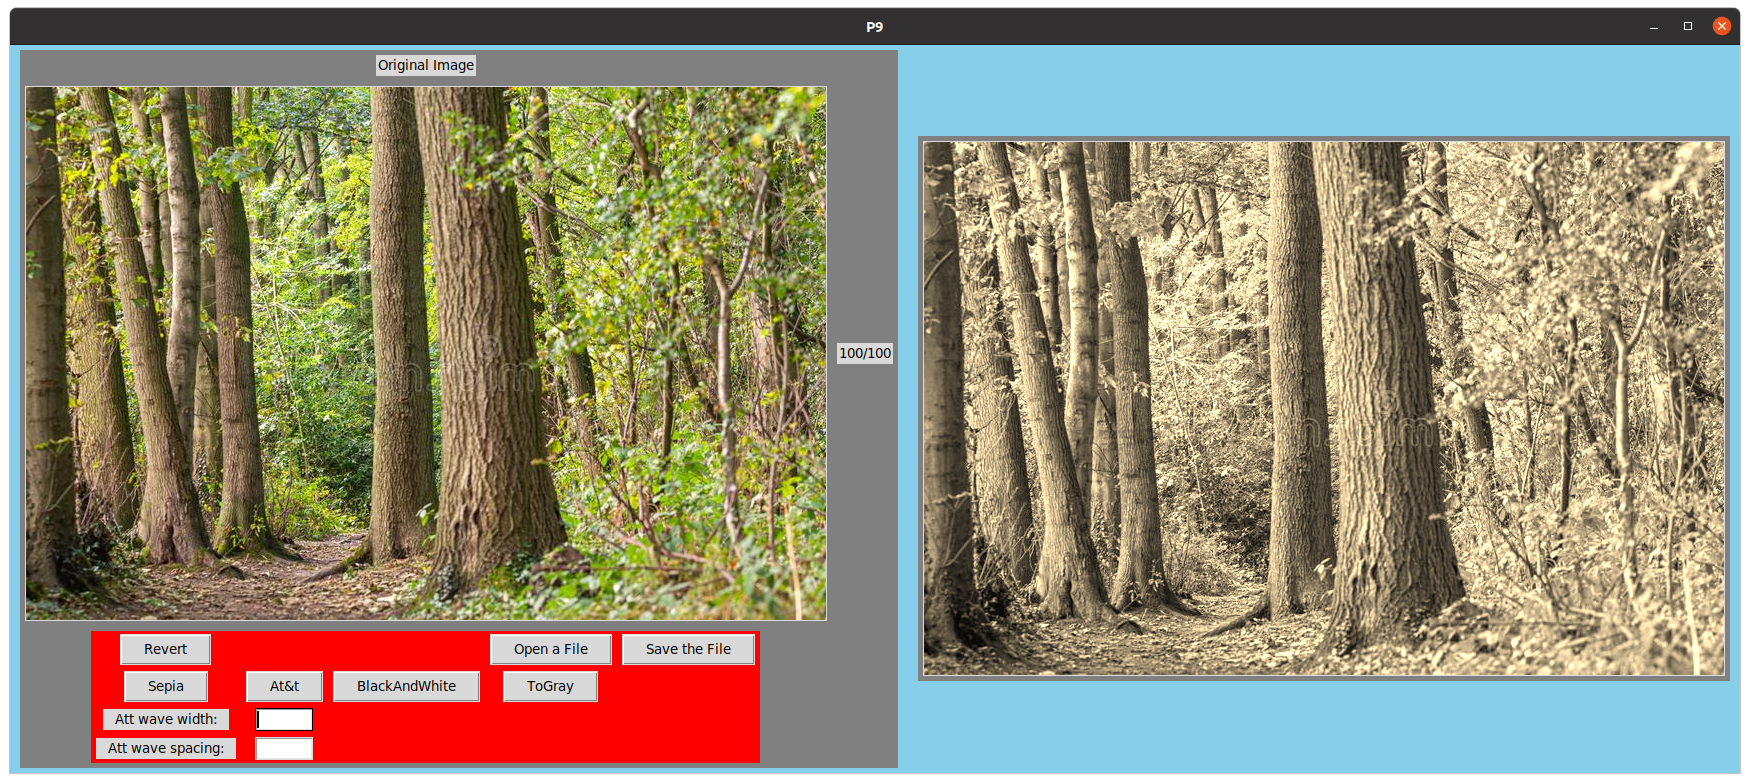 P9
Original Image
100/100
Revert
Open a File
Save the File
Sepia
At&t
BlackAndWhite
ToGray
Att wave width:
Att wave spacing: